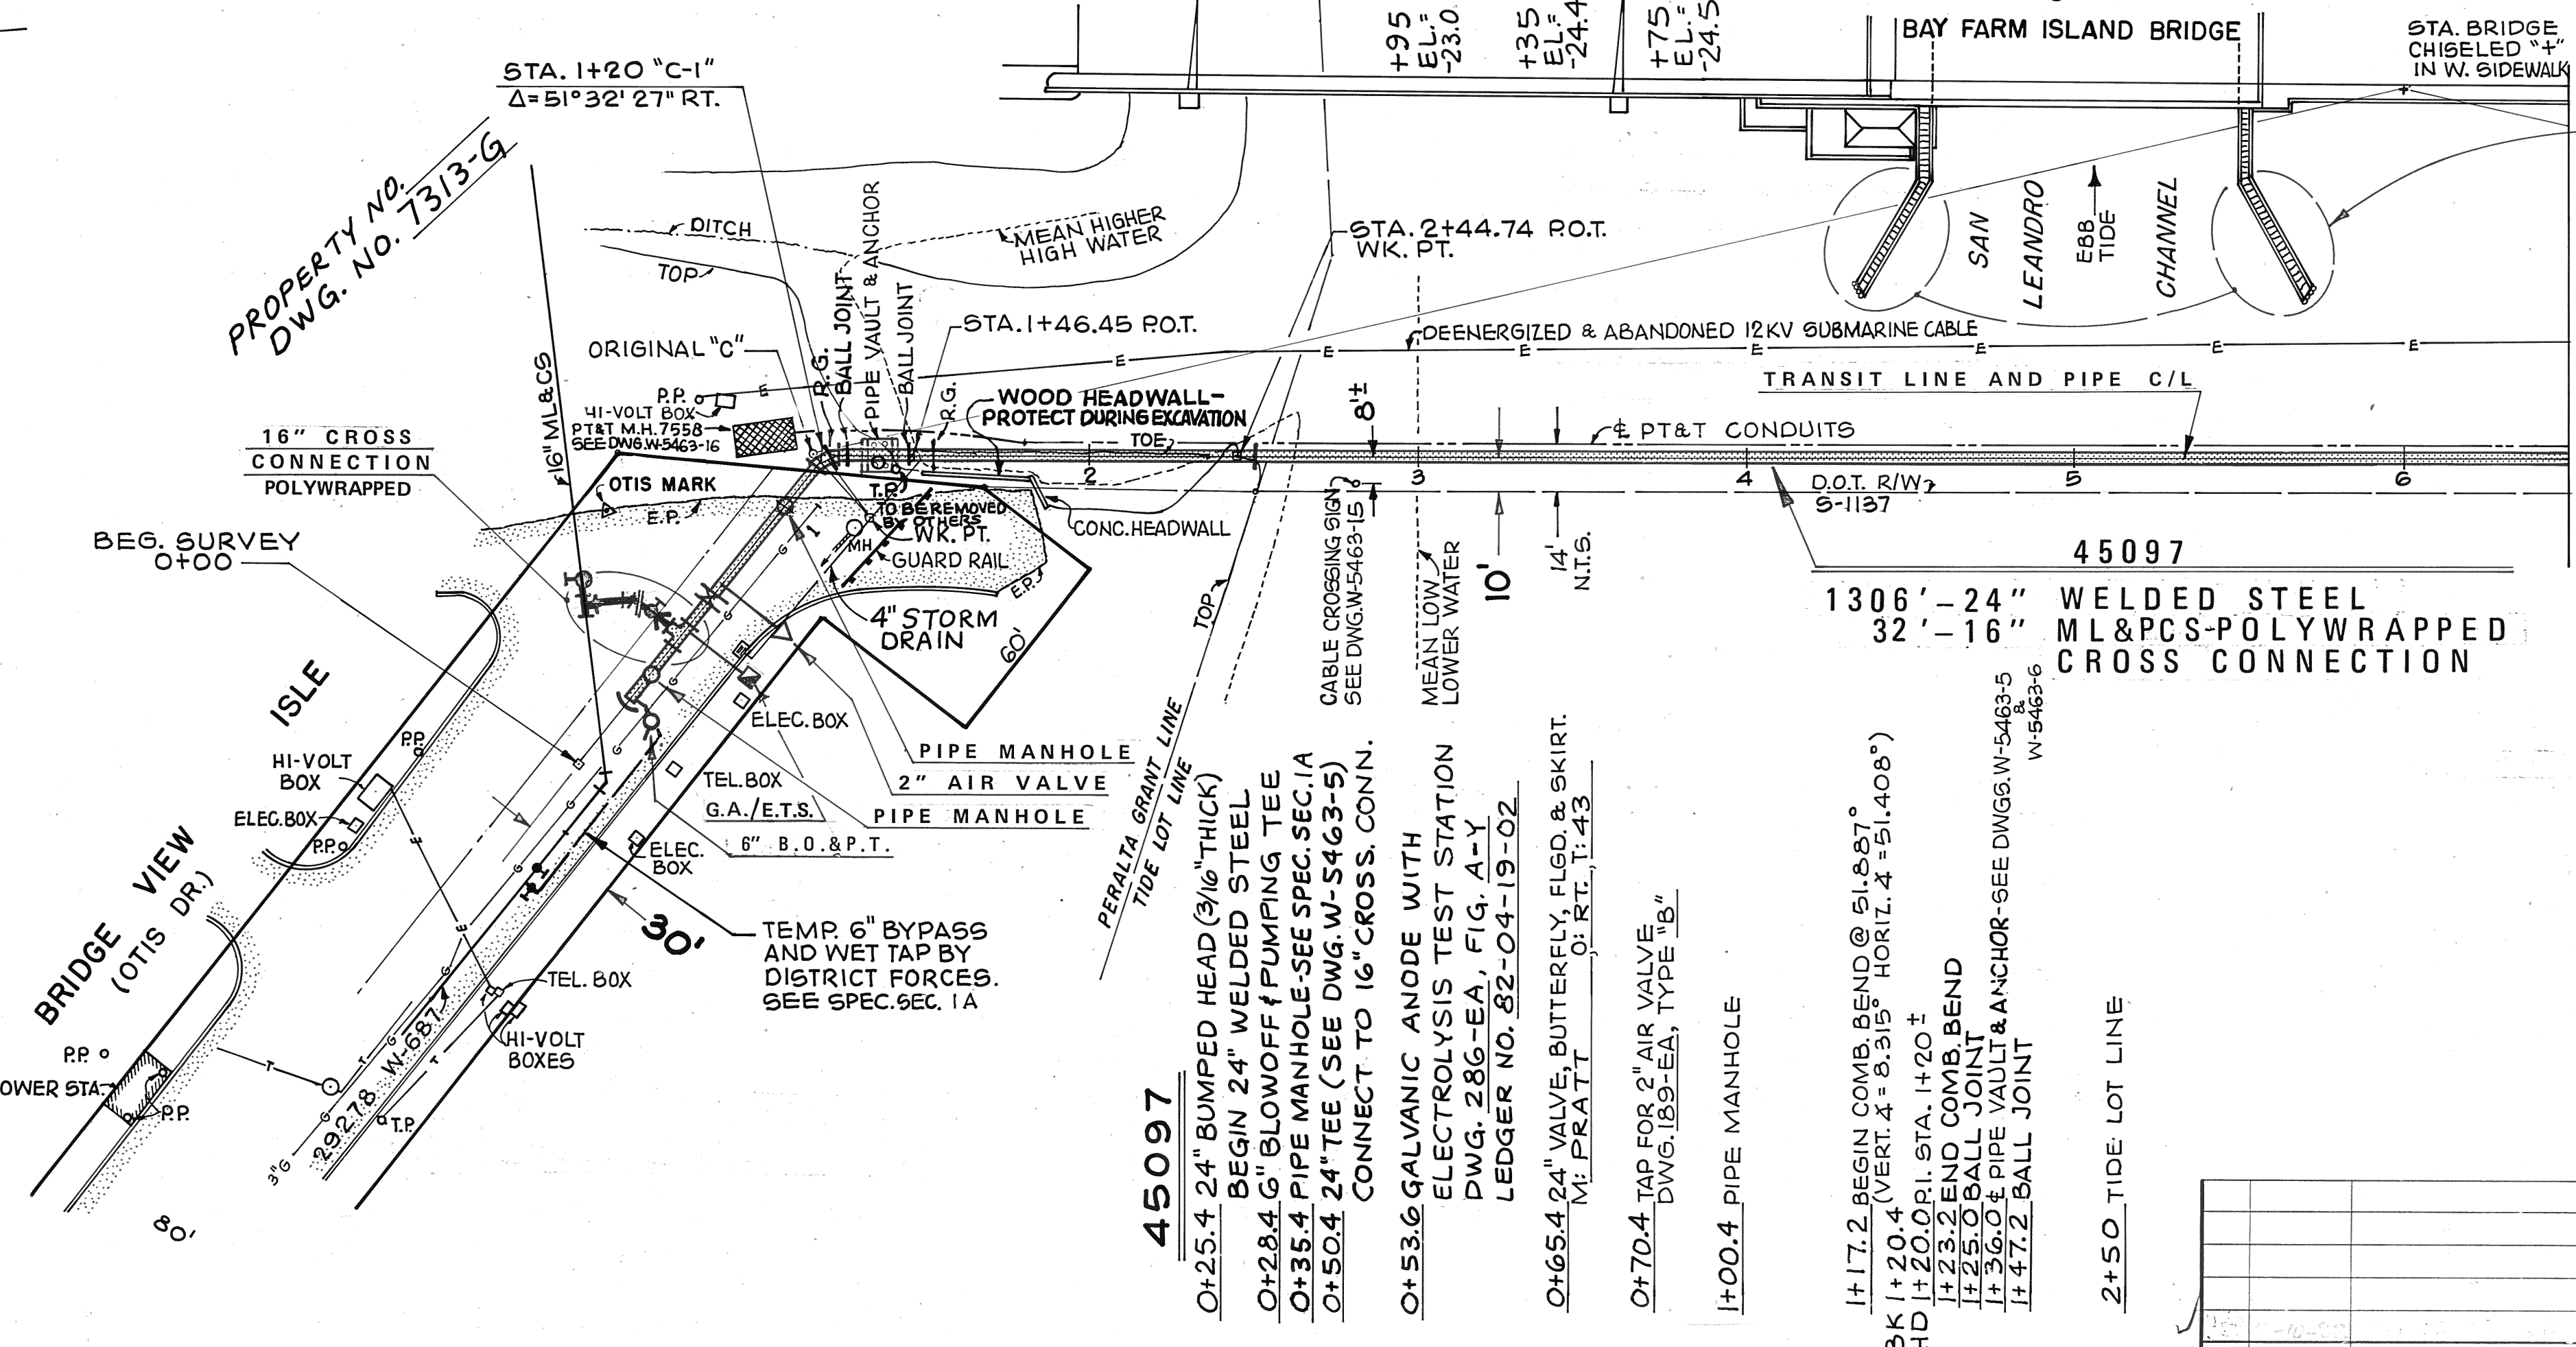 +95
EL.=
-23.0
+35
EL.=
-24.4
+75
EL.=
-24.5
BAY FARM ISLAND BRIDGE
STA. BRIDGE
CHISELED "+"
IN W. SIDEWALK
STA. 1+20 "C-1"
Δ=51°32'27" RT.
PROPERTY NO.
DWG. NO. 7313-G
DITCH
TOP
MEAN HIGHER
HIGH WATER
STA. 2+44.74 P.O.T.
WK. PT.
SAN
LEANDRO
EBB
TIDE
CHANNEL
ORIGINAL "C"
R.G.
BALL JOINT
PIPE VAULT & ANCHOR
BALL JOINT
R.G.
STA. 1+46.45 P.O.T.
DEENERGIZED & ABANDONED 12KV SUBMARINE CABLE
E
E
E
E
E
E
E
E
16" ML&CS
P.P.
HI-VOLT BOX
PT&T M.H. 7558
SEE DWG. W-5463-16
WOOD HEADWALL-
PROTECT DURING EXCAVATION
TOE
8'±
TRANSIT LINE AND PIPE C/L
℄ PT&T CONDUITS
16" CROSS
CONNECTION
POLYWRAPPED
OTIS MARK
E.P.
T.P.
TO BE REMOVED
BY OTHERS
WK. PT.
MH
GUARD RAIL
E.P.
CONC. HEADWALL
1
2
3
4
5
6
D.O.T. R/W
S-1137
BEG. SURVEY
0+00
4" STORM
DRAIN
60'
TOP
CABLE CROSSING SIGN
SEE DWG. W-5463-15
MEAN LOW
LOWER WATER
10'
14'
N.T.S.
45097
1306'-24" WELDED STEEL
32'-16" ML&PCS-POLYWRAPPED
CROSS CONNECTION
ISLE
P.P.
HI-VOLT
BOX
ELEC. BOX
P.P.
E
E
ELEC. BOX
TEL. BOX
G.A./E.T.S.
PIPE MANHOLE
2" AIR VALVE
PIPE MANHOLE
6" B.O. & P.T.
ELEC.
BOX
PERALTA GRANT LINE
TIDE LOT LINE
BRIDGE VIEW
(OTIS DR.)
30'
TEMP. 6" BYPASS
AND WET TAP BY
DISTRICT FORCES.
SEE SPEC. SEC. 1A
TEL. BOX
HI-VOLT
BOXES
P.P.
OWER STA.
P.P.
T
T
T
G
G
G
G
G
G
G
G
3"G
29278 W-687
T.P.
80'
45097
0+25.4 24" BUMPED HEAD (3/16" THICK)
BEGIN 24" WELDED STEEL
0+28.4 6" BLOWOFF & PUMPING TEE
0+35.4 PIPE MANHOLE-SEE SPEC. SEC. 1A
0+50.4 24" TEE (SEE DWG. W-5463-5)
CONNECT TO 16" CROSS. CONN.
0+53.6 GALVANIC ANODE WITH
ELECTROLYSIS TEST STATION
DWG. 286-EA, FIG. A-Y
LEDGER NO. 82-04-19-02
0+65.4 24" VALVE, BUTTERFLY, FLGD. & SKIRT.
M: PRATT, O: RT., T: 43
0+70.4 TAP FOR 2" AIR VALVE
DWG. 189-EA, TYPE "B"
1+00.4 PIPE MANHOLE
1+17.2 BEGIN COMB. BEND @ 51.887°
(VERT. ∡ = 8.315° HORIZ. ∡ = 51.408°)
BK 1+20.4
HD 1+20.0 P.I. STA. 1+20±
1+23.2 END COMB. BEND
1+25.0 BALL JOINT
1+36.0 ℄ PIPE VAULT & ANCHOR-SEE DWGS. W-5463-5
&
W-5463-6
1+47.2 BALL JOINT
2+50 TIDE LOT LINE